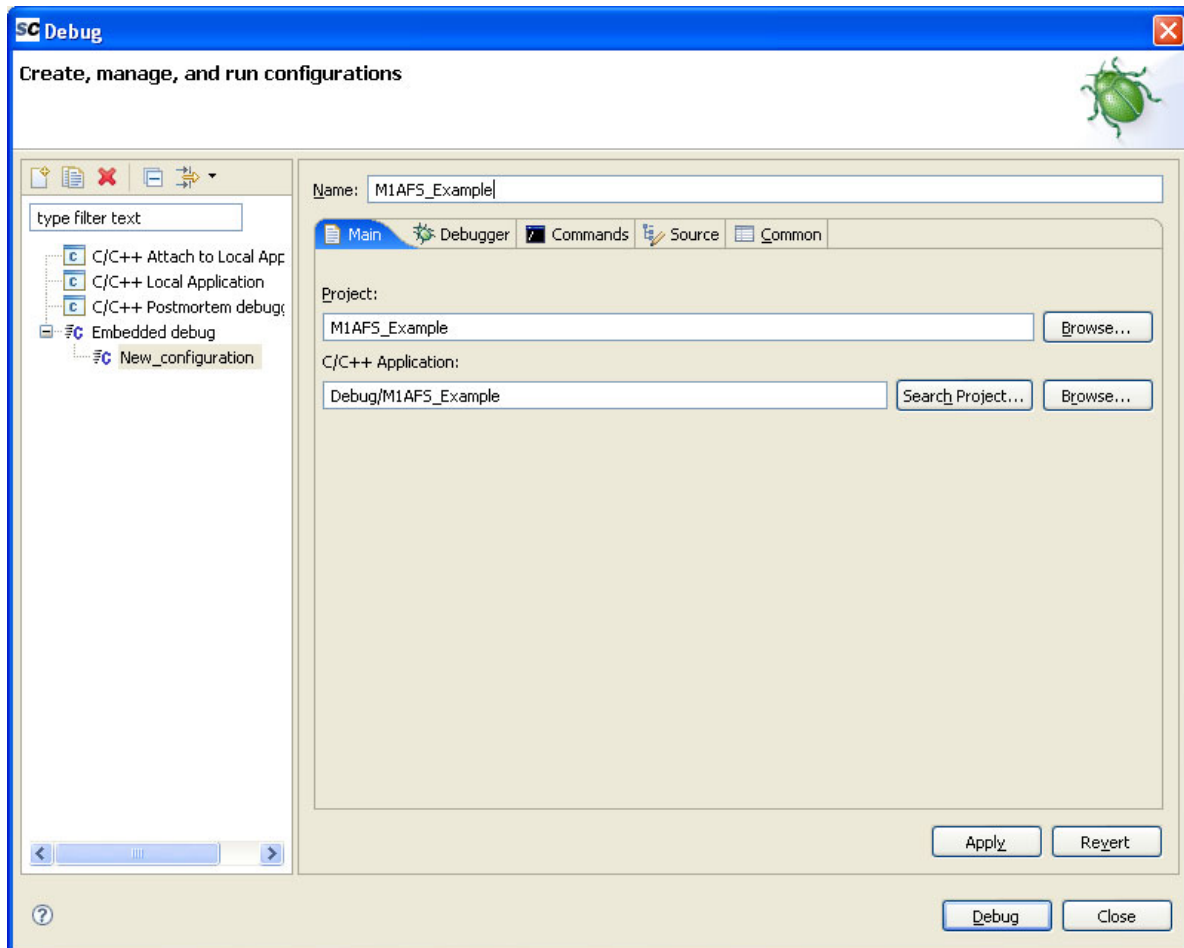 SC Debug
Create, manage, and run configurations
type filter text
C/C++ Attach to Local App
C/C++ Local Application
C/C++ Postmortem debugg
C Embedded debug
C New_configuration
Name: M1AFS_Example
Main Debugger Commands Source Common
Project:
M1AFS_Example Browse...
C/C++ Application:
Debug/M1AFS_Example Search Project... Browse...
Apply Revert
Debug Close